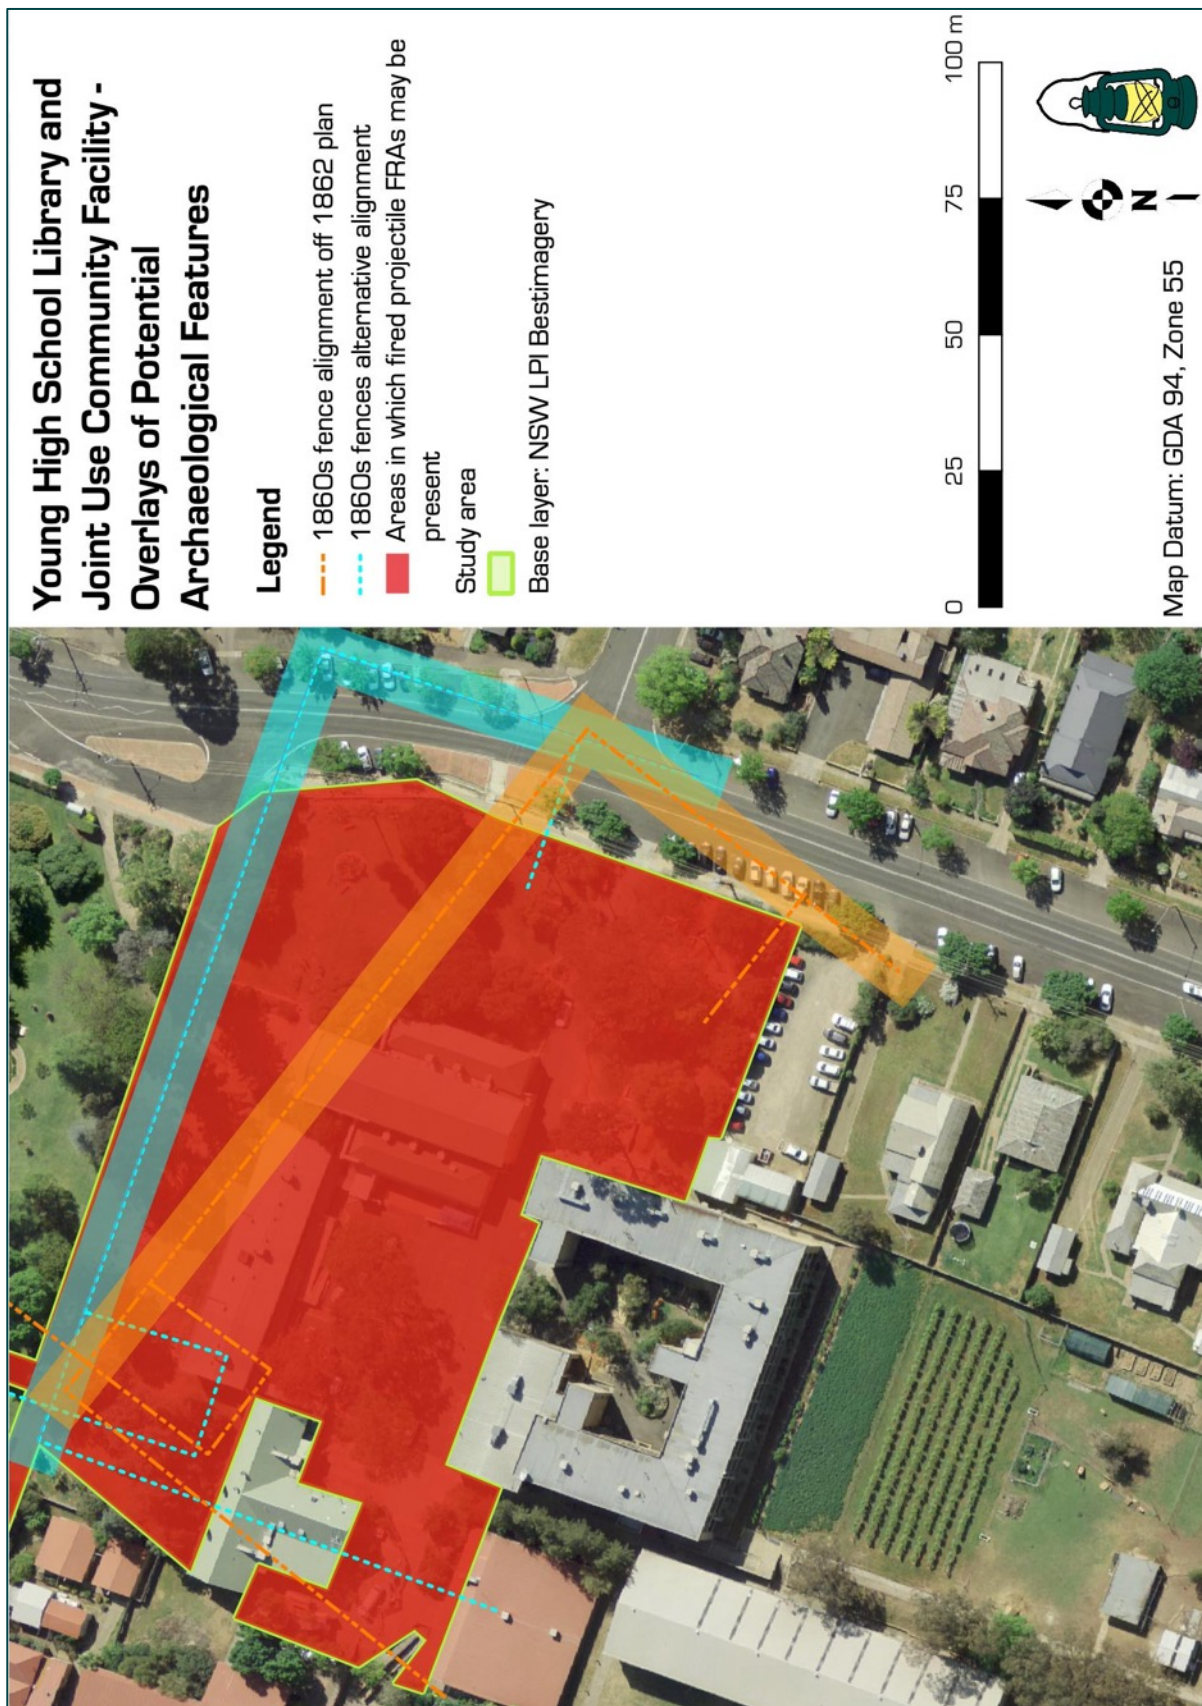 Young High School Library and
Joint Use Community Facility -
Overlays of Potential
Archaeological Features
Legend
1860s fence alignment off 1862 plan
1860s fences alternative alignment
Areas in which fired projectile FRAs may be
present
Study area
Base layer: NSW LPI Bestimagery
0 25 50 75 100 m
Map Datum: GDA 94, Zone 55
N